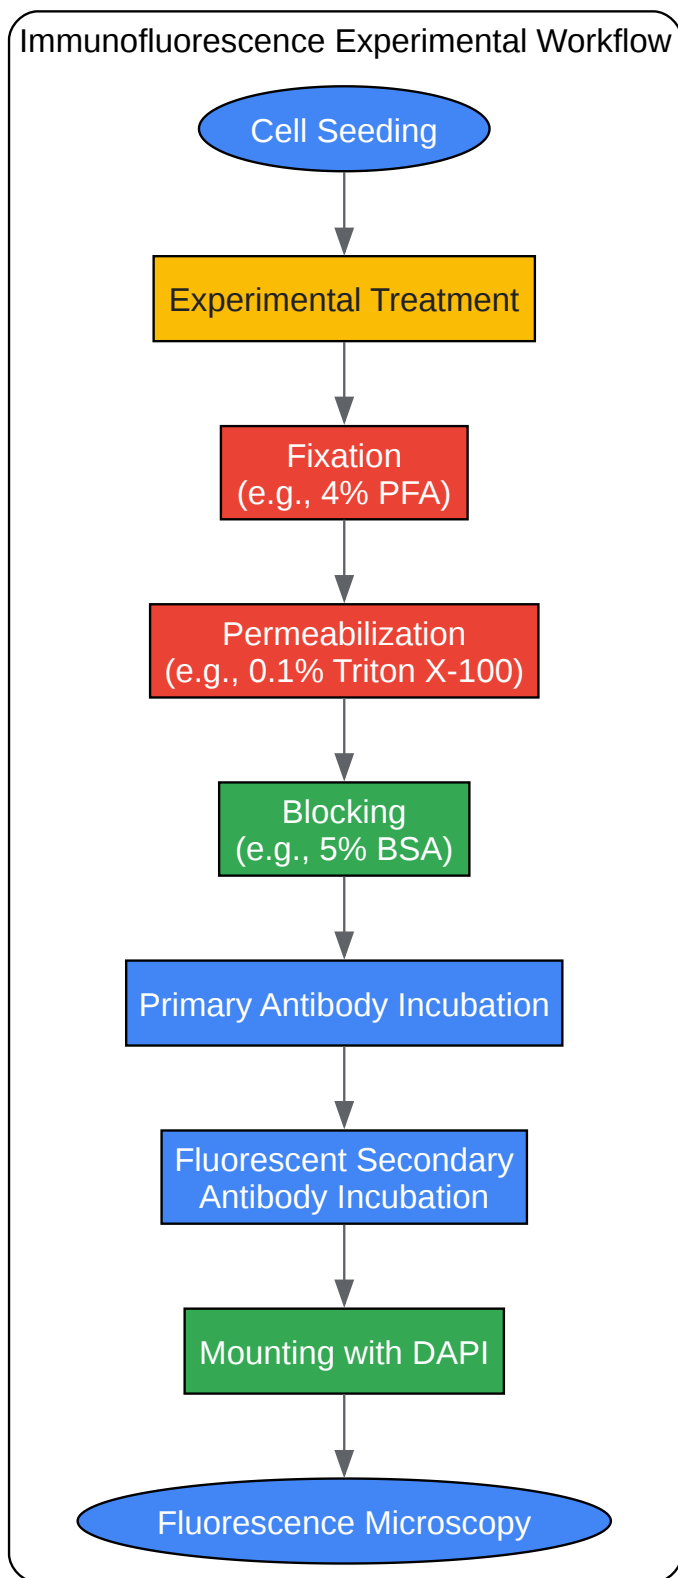 Immunofluorescence Experimental Workflow
Cell Seeding
Experimental Treatment
Fixation
(e.g., 4% PFA)
Permeabilization
(e.g., 0.1% Triton X-100)
Blocking
(e.g., 5% BSA)
Primary Antibody Incubation
Fluorescent Secondary
Antibody Incubation
Mounting with DAPI
Fluorescence Microscopy